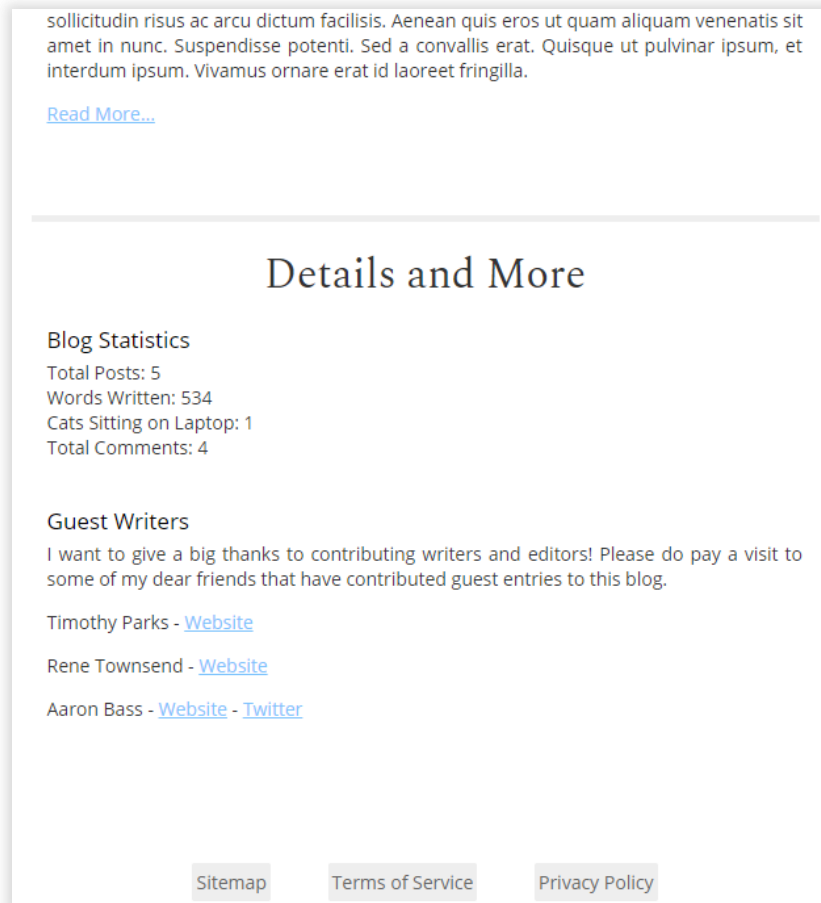 sollicitudin risus ac arcu dictum facilisis. Aenean quis eros ut quam aliquam venenatis sit
amet in nunc. Suspendisse potenti. Sed a convallis erat. Quisque ut pulvinar ipsum, et
interdum ipsum. Vivamus ornare erat id laoreet fringilla.
Read More...
Details and More
Blog Statistics
Total Posts: 5
Words Written: 534
Cats Sitting on Laptop: 1
Total Comments: 4
Guest Writers
I want to give a big thanks to contributing writers and editors! Please do pay a visit to
some of my dear friends that have contributed guest entries to this blog.
Timothy Parks - Website
Rene Townsend - Website
Aaron Bass - Website - Twitter
Sitemap Terms of Service Privacy Policy